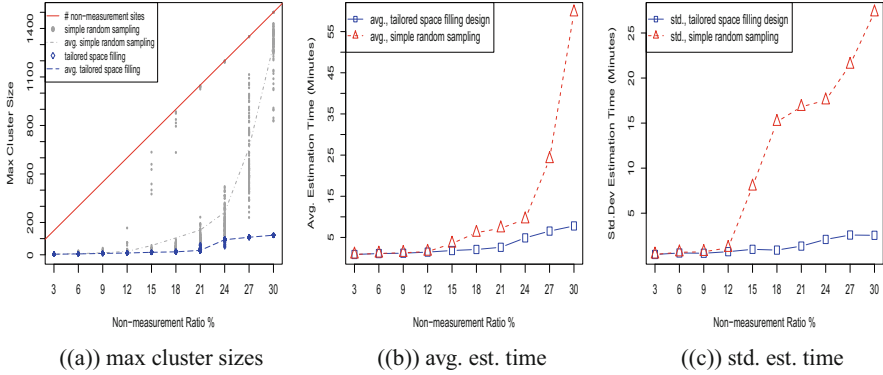 # non-measurement sites
simple random sampling
avg. simple random sampling
tailored space filling
avg. tailored space filling
Max Cluster Size
0 200 500 800 1100 1400
3 6 9 12 15 18 21 24 27 30
Non-measurement Ratio %
((a)) max cluster sizes
avg., tailored space filling design
avg., simple random sampling
Avg. Estimation Time (Minutes)
5 15 25 35 45 55
3 6 9 12 15 18 21 24 27 30
Non-measurement Ratio %
((b)) avg. est. time
std., tailored space filling design
std., simple random sampling
Std.Dev Estimation Time (Minutes)
5 10 15 20 25
3 6 9 12 15 18 21 24 27 30
Non-measurement Ratio %
((c)) std. est. time